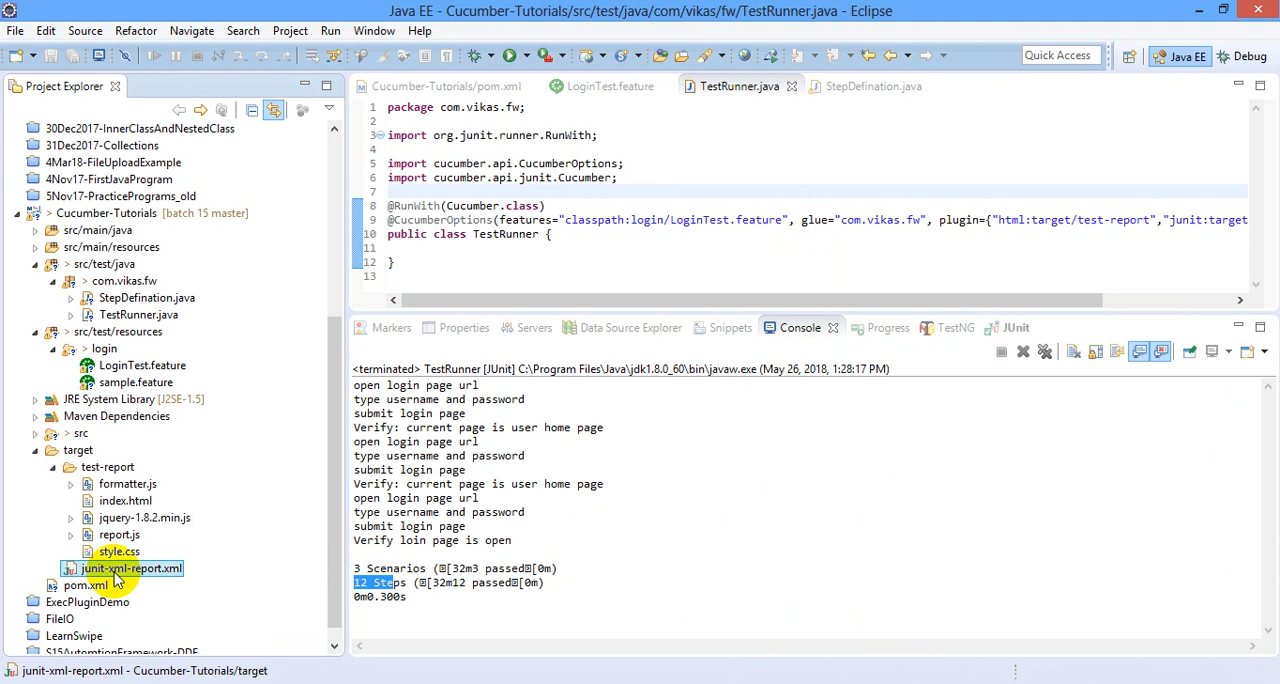 Java EE - Cucumber-Tutorials/src/test/java/com/vikas/fw/TestRunner.java - Eclipse
File Edit Source Refactor Navigate Search Project Run Window Help
Quick Access Java EE Debug
Project Explorer
30Dec2017-InnerClassAndNestedClass
31Dec2017-Collections
4Mar18-FileUploadExample
4Nov17-FirstJavaProgram
5Nov17-PracticePrograms_old
> Cucumber-Tutorials [batch 15 master]
src/main/java
src/main/resources
> src/test/java
> com.vikas.fw
StepDefination.java
TestRunner.java
> src/test/resources
> login
LoginTest.feature
sample.feature
JRE System Library [J2SE-1.5]
Maven Dependencies
> src
target
test-report
formatter.js
index.html
jquery-1.8.2.min.js
report.js
style.css
junit-xml-report.xml
pom.xml
ExecPluginDemo
FileIO
LearnSwipe
S15AutomtionFramework-DDF
Cucumber-Tutorials/pom.xml LoginTest.feature TestRunner.java StepDefination.java
1 package com.vikas.fw;
2
3 import org.junit.runner.RunWith;
4
5 import cucumber.api.CucumberOptions;
6 import cucumber.api.junit.Cucumber;
7
8 @RunWith(Cucumber.class)
9 @CucumberOptions(features="classpath:login/LoginTest.feature", glue="com.vikas.fw", plugin={"html:target/test-report","junit:target
10 public class TestRunner {
11
12 }
13
Markers Properties Servers Data Source Explorer Snippets Console Progress TestNG JUnit
<terminated> TestRunner [JUnit] C:\Program Files\Java\jdk1.8.0_60\bin\javaw.exe (May 26, 2018, 1:28:17 PM)
open login page url
type username and password
submit login page
Verify: current page is user home page
open login page url
type username and password
submit login page
Verify: current page is user home page
open login page url
type username and password
submit login page
Verify loin page is open
3 Scenarios ([32m3 passed[0m)
12 Steps ([32m12 passed[0m)
0m0.300s
junit-xml-report.xml - Cucumber-Tutorials/target